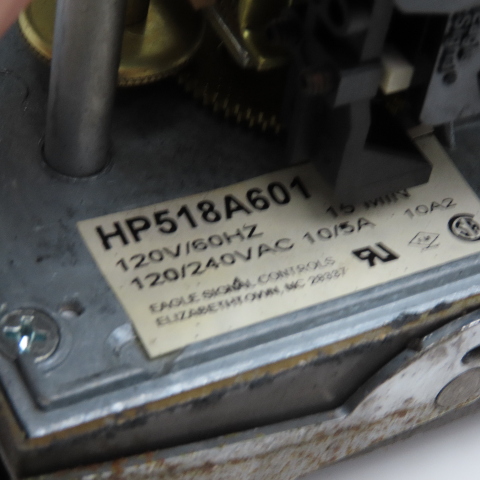 HP518A601
15 MIN
120V/60HZ
120/240VAC 10/5A 10A2
EAGLE SIGNAL CONTROLS
ELIZABETHTOWN, NC 28337